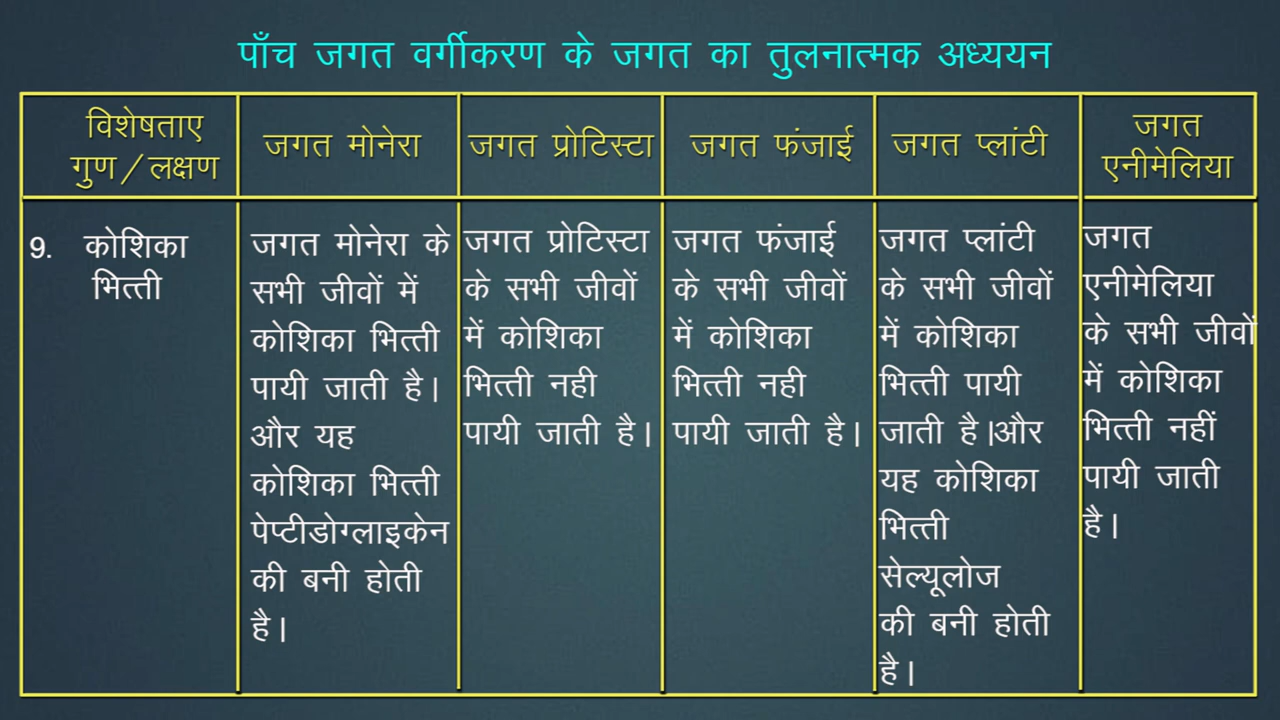 पाँच जगत वर्गीकरण के जगत का तुलनात्मक अध्ययन
विशेषताए
गुण/लक्षण
जगत मोनेरा
जगत प्रोटिस्टा
जगत फंजाई
जगत प्लांटी
जगत
एनीमेलिया
9. कोशिका
भित्ती
जगत मोनेरा के
सभी जीवों में
कोशिका भित्ती
पायी जाती है।
और यह
कोशिका भित्ती
पेप्टीडोग्लाइकेन
की बनी होती
है।
जगत प्रोटिस्टा
के सभी जीवों
में कोशिका
भित्ती नही
पायी जाती है।
जगत फंजाई
के सभी जीवों
में कोशिका
भित्ती नही
पायी जाती है।
जगत प्लांटी
के सभी जीवों
में कोशिका
भित्ती पायी
जाती है।और
यह कोशिका
भित्ती
सेल्यूलोज
की बनी होती
है।
जगत
एनीमेलिया
के सभी जीवों
में कोशिका
भित्ती नहीं
पायी जाती
है।